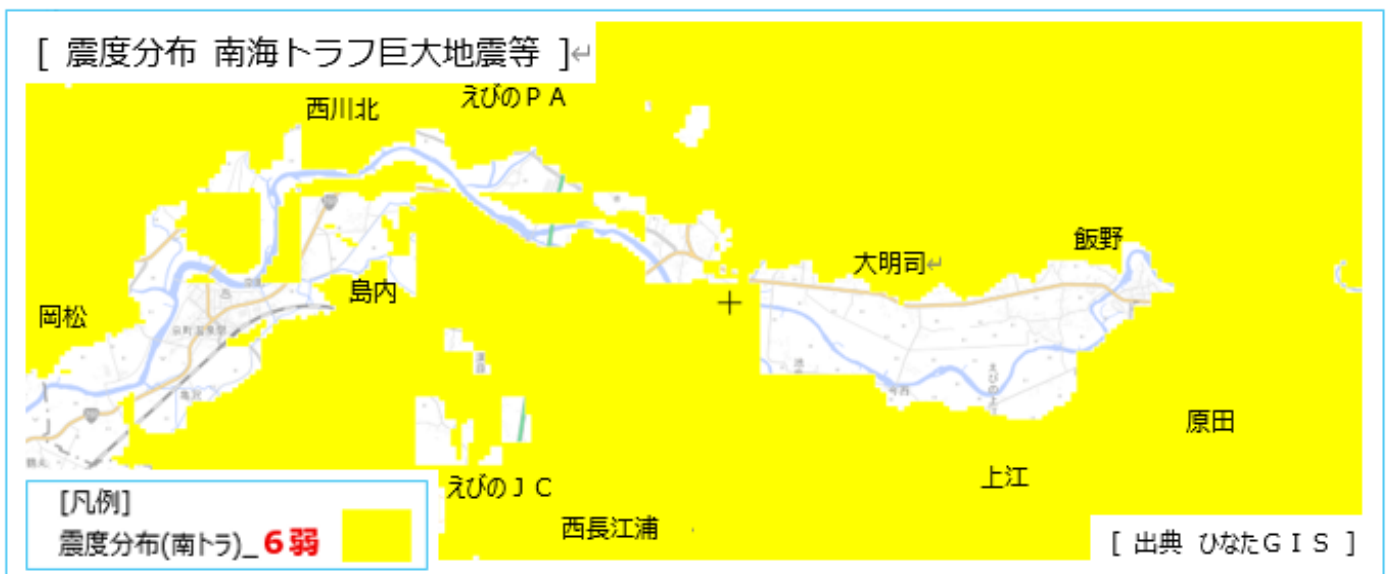 [ 震度分布 南海トラフ巨大地震等 ]↵
西川北
えびのＰＡ
飯野
大明司↵
島内
岡松
原田
上江
えびのＪＣ
西長江浦
[凡例]
震度分布(南トラ)_６弱
[ 出典 ひなたＧＩＳ ]